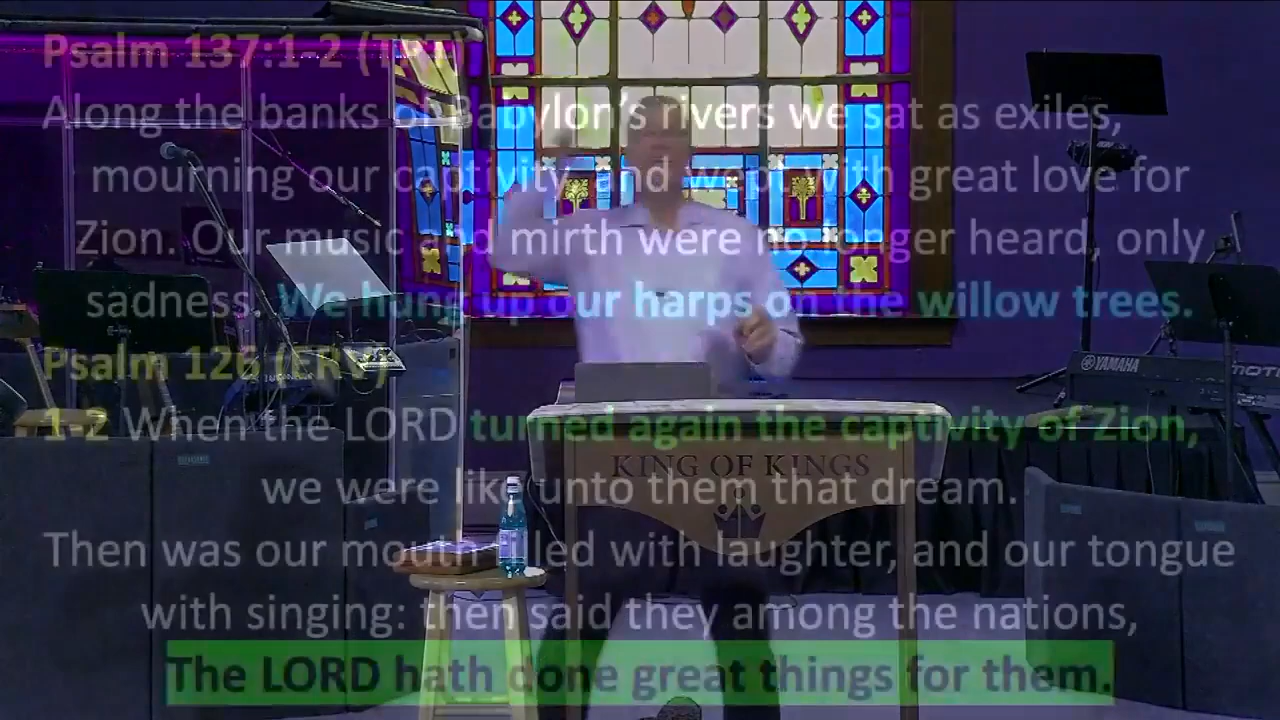 Psalm 137:1-2 (TPT)
Along the banks of Babylon's rivers we sat as exiles,
mourning our captivity, and wept with great love for
Zion. Our music and mirth were no longer heard, only
sadness. We hung up our harps on the willow trees.
Psalm 126 (ERV)
1-2 When the LORD turned again the captivity of Zion,
we were like unto them that dream.
Then was our mouth filled with laughter, and our tongue
with singing: then said they among the nations,
The LORD hath done great things for them.
YAMAHA
KING OF KINGS